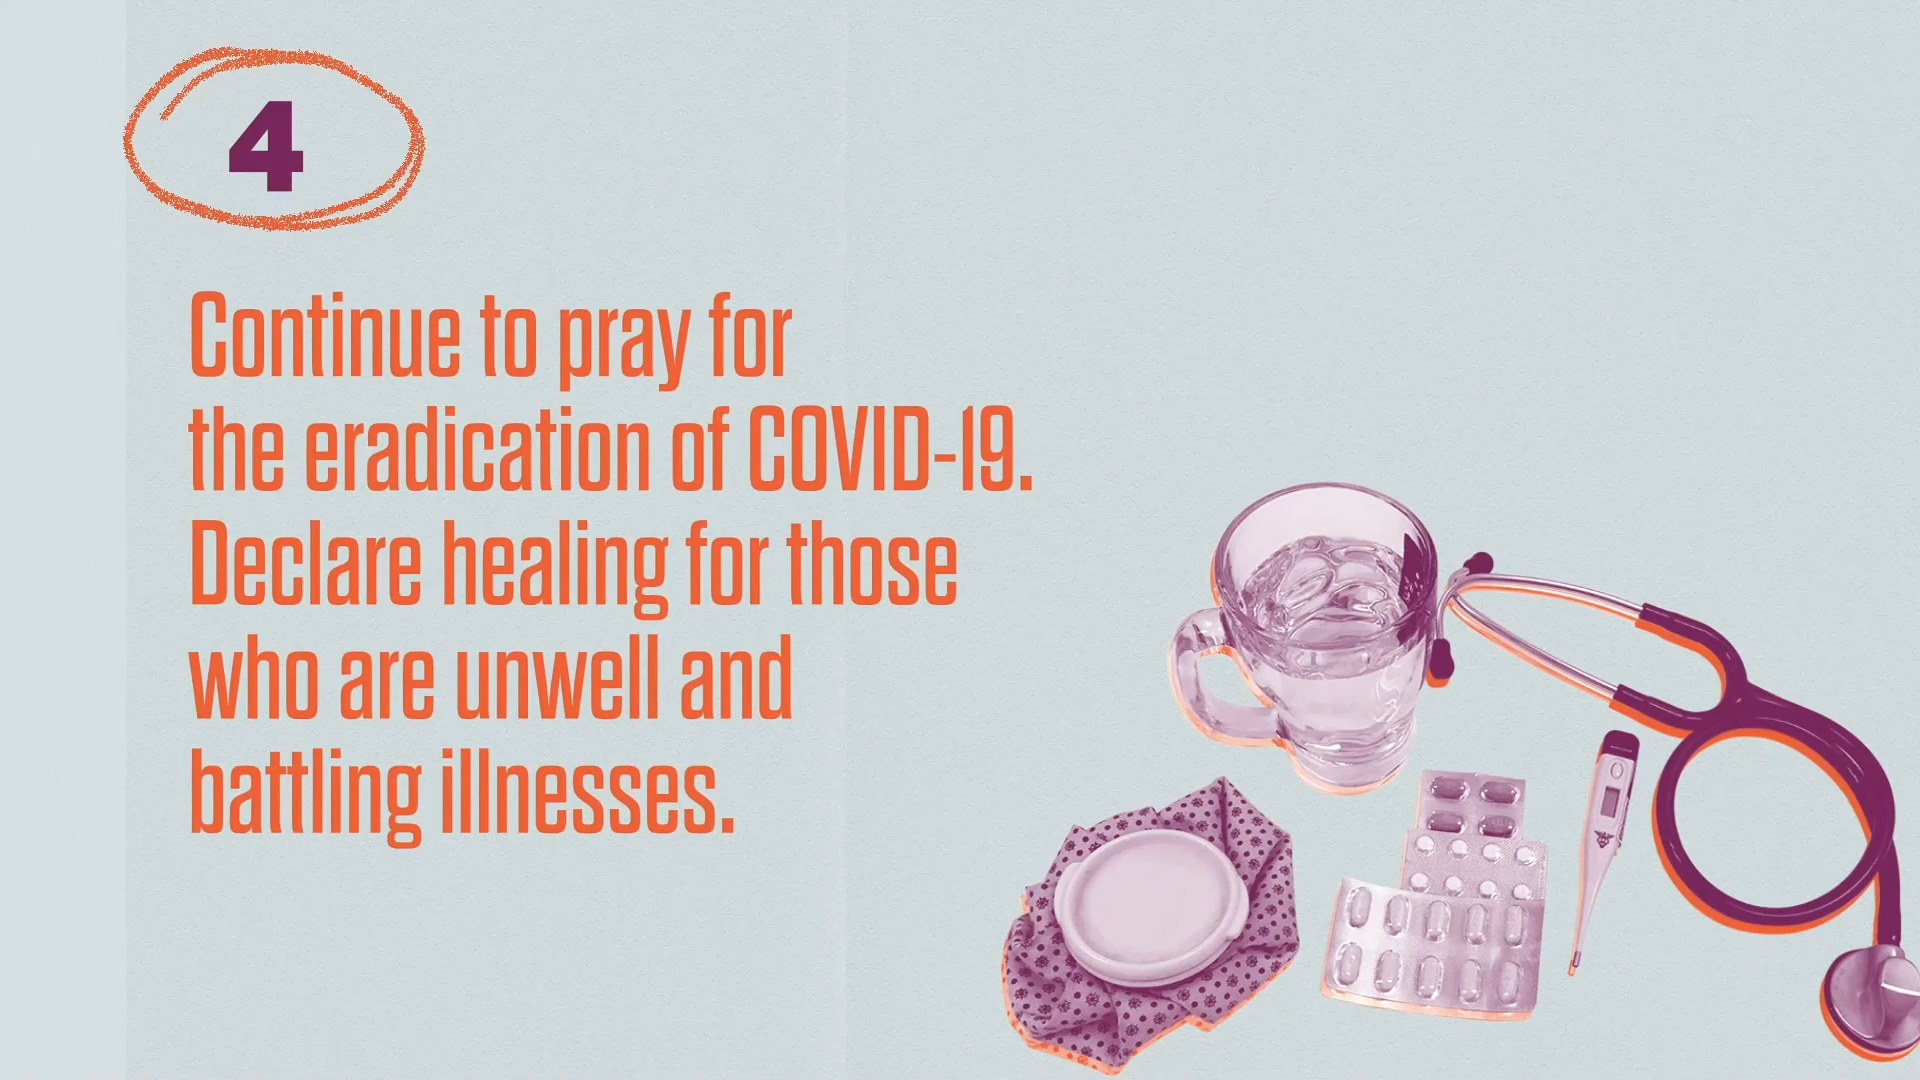 4
Continue to pray for
the eradication of COVID-19.
Declare healing for those
who are unwell and
battling illnesses.